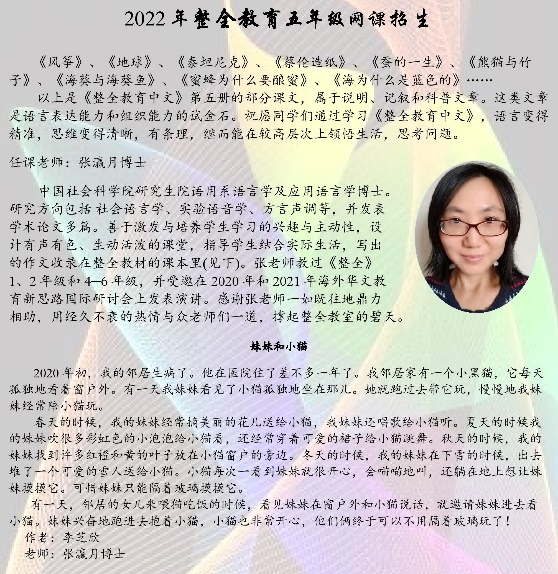 2022 年 整全教育五年级网课招生
《风筝》、《地球》、《泰坦尼克》、《蔡伦造纸》、《蚕的一生》、《熊猫与竹
子》、《海葵与海葵鱼》、《蜜蜂为什么要酿蜜》、《海为什么是蓝色的》……
以上是《整全教育中文》第五册的部分课文，属于说明、记叙和科普文章。这类文章
是语言表达能力和组织能力的试金石。祝愿同学们通过学习《整全教育中文》，语言变得
精准，思维变得清晰，有条理，继而能在较高层次上领悟生活，思考问题。
任课老师：张瀛月博士
中国社会科学院研究生院语用系语言学及应用语言学博士。
研究方向包括 社会语言学、实验语音学、方言声调等，并发表
学术论文多篇。善于激发与培养学生学习的兴趣与主动性，设
计有声有色、生动活泼的课堂，指导学生结合实际生活，写出
的作文收录在整全教材的课本里(见下)。张老师教过《整全》
1、2 年级和 4—6 年级，并受邀在 2020 年和 2021 年海外华文教
育新思路国际研讨会上发表演讲。感谢张老师一如既往地鼎力
相助，用经久不衰的热情与众老师们一道，撑起整全教室的碧天。
妹妹和小猫
2020 年初，我的邻居生病了。他在医院住了差不多一年了。我邻居家有一个小黑猫，它每天
孤独地看着窗户外。有一天我妹妹看见了小猫孤独地坐在那儿。她就跑过去帮它玩，慢慢地我妹
妹经常陪小猫玩。
春天的时候，我的妹妹经常摘美丽的花儿送给小猫，我妹妹还唱歌给小猫听。夏天的时候我
的妹妹吹很多彩虹色的小泡泡给小猫看，还经常穿着可爱的裙子给小猫跳舞。秋天的时候，我的
妹妹找到许多红橙和黄的叶子放在小猫窗户的旁边。冬天的时候，我的妹妹在下雪的时候，出去
堆了一个可爱的雪人送给小猫。小猫每次一看到妹妹就很开心，会喵喵地叫，还躺在地上想让妹
妹摸摸它。可惜妹妹只能隔着玻璃摸摸它。
有一天，邻居的女儿来喂猫吃饭的时候，看见妹妹在窗户外和小猫说话，就邀请妹妹进去看
小猫。妹妹兴奋地跑进去抱着小猫，小猫也非常开心，他们俩终于可以不用隔着玻璃玩了！
作者：李芝欣
老师：张瀛月博士